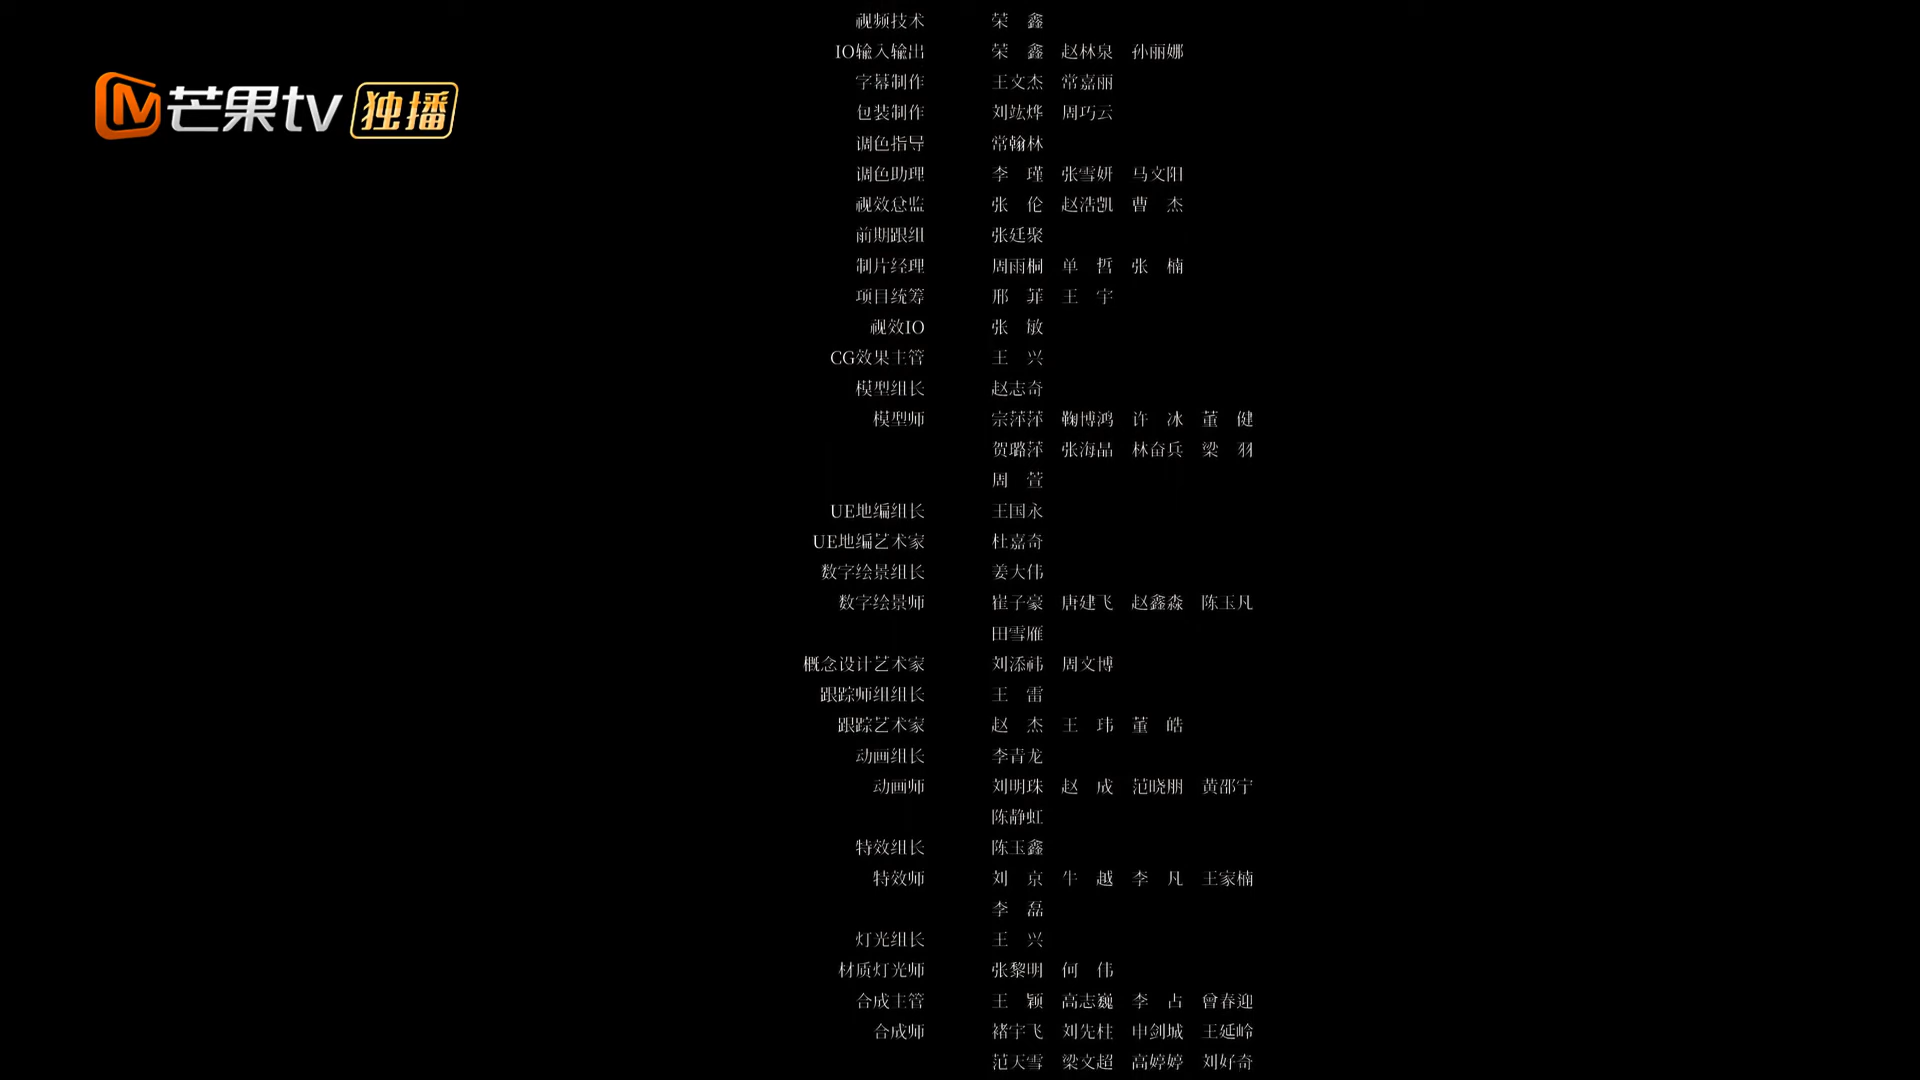 芒果tv 独播
视频技术 荣 鑫
IO输入输出 荣 鑫 赵林泉 孙丽娜
字幕制作 王文杰 常嘉丽
包装制作 刘竑烨 周巧云
调色指导 常翰林
调色助理 李 瑾 张雪妍 马文阳
视效总监 张 伦 赵浩凯 曹 杰
前期跟组 张廷聚
制片经理 周雨桐 单 哲 张 楠
项目统筹 邢 菲 王 宇
视效IO 张 敏
CG效果主管 王 兴
模型组长 赵志奇
模型师 宗萍萍 鞠博鸿 许 冰 董 健
贺璐萍 张海品 林奋兵 梁 羽
周 萱
UE地编组长 王国永
UE地编艺术家 杜嘉奇
数字绘景组长 姜大伟
数字绘景师 崔子豪 唐建飞 赵鑫淼 陈玉凡
田雪雁
概念设计艺术家 刘添祎 周文博
跟踪师组组长 王 雷
跟踪艺术家 赵 杰 王 玮 董 皓
动画组长 李青龙
动画师 刘明珠 赵 成 范晓朋 黄邵宁
陈静虹
特效组长 陈玉鑫
特效师 刘 京 牛 越 李 凡 王家楠
李 磊
灯光组长 王 兴
材质灯光师 张黎明 何 伟
合成主管 王 颖 高志巍 李 占 曾春迎
合成师 褚宇飞 刘先柱 申剑城 王延岭
范天雪 梁文超 高婷婷 刘好奇